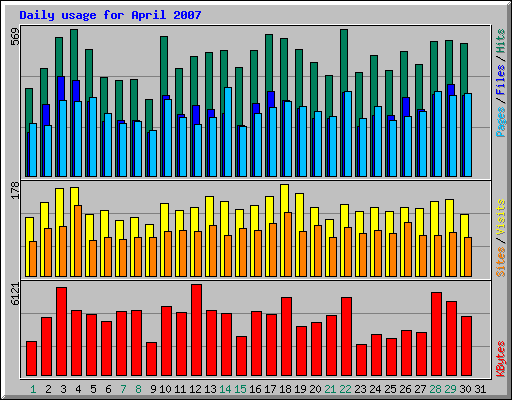 Daily usage for April 2007
569
Pages / Files / Hits
178
Sites / Visits
6121
KBytes
1 2 3 4 5 6 7 8 9 10 11 12 13 14 15 16 17 18 19 20 21 22 23 24 25 26 27 28 29 30 31